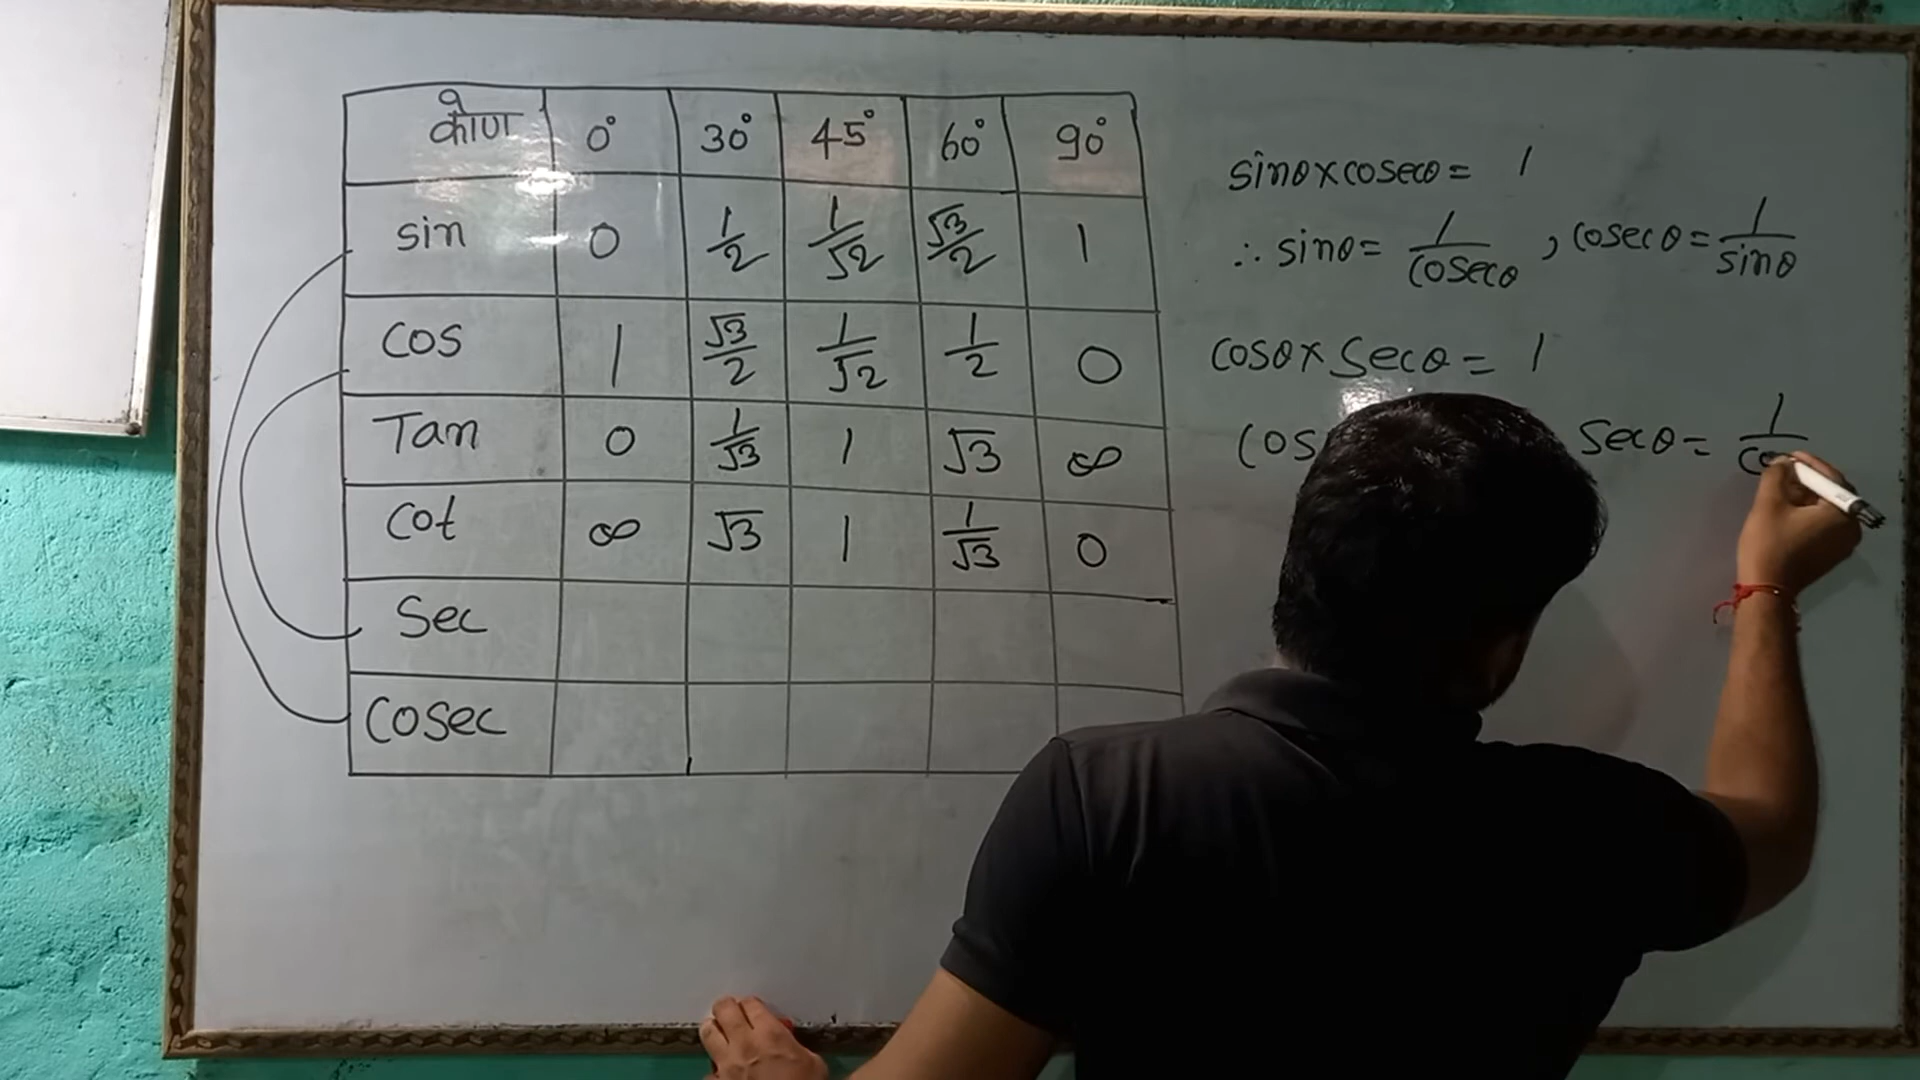 कोण 0° 30° 45° 60° 90°
sin 0 1/2 1/√2 √3/2 1
cos 1 √3/2 1/√2 1/2 0
Tan 0 1/√3 1 √3 ∞
Cot ∞ √3 1 1/√3 0
Sec
Cosec
sinθ×cosecθ= 1
∴ sinθ= 1/cosecθ , cosecθ=1/sinθ
cosθ×Secθ= 1
Cos Secθ= 1/co